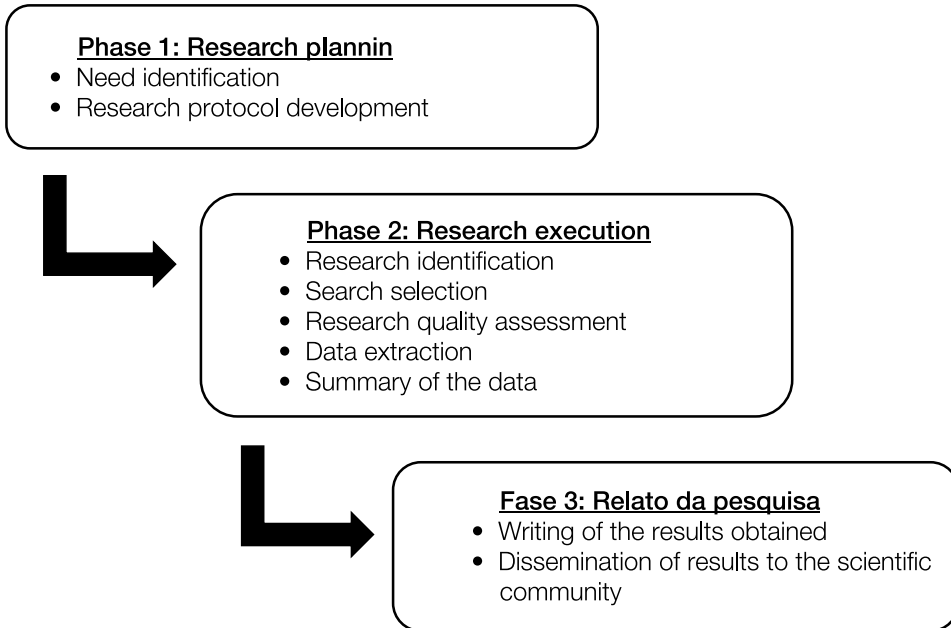 Phase 1: Research plannin
• Need identification
• Research protocol development
Phase 2: Research execution
• Research identification
• Search selection
• Research quality assessment
• Data extraction
• Summary of the data
Fase 3: Relato da pesquisa
• Writing of the results obtained
• Dissemination of results to the scientific
community